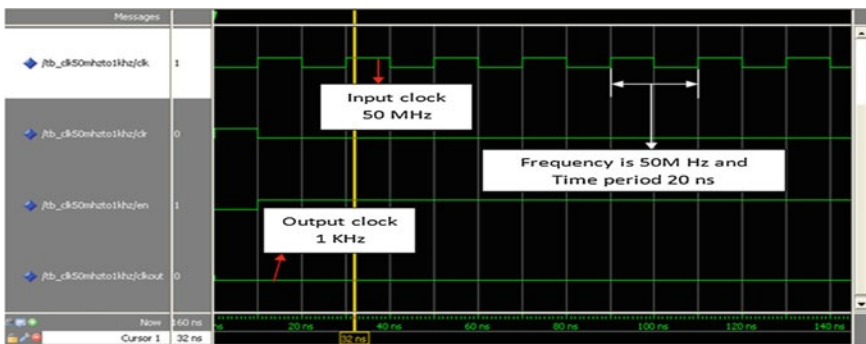 Messages
/tb_clk50mhzto1khz/clk 1
Input clock
50 MHz
/tb_clk50mhzto1khz/clr 0
Frequency is 50M Hz and
Time period 20 ns
/tb_clk50mhzto1khz/en 1
Output clock
1 KHz
/tb_clk50mhzto1khz/clkout 0
Now 160 ns
ns 20 ns 40 ns 60 ns 80 ns 100 ns 120 ns 140 ns
Cursor 1 32 ns
32 ns